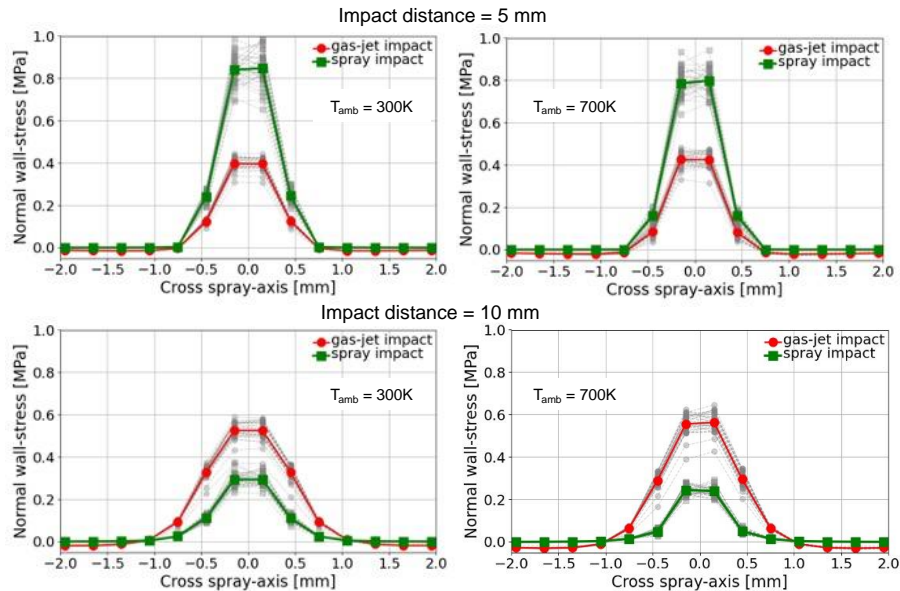 Impact distance = 5 mm
Normal wall-stress [MPa]
1.0
0.8
0.6
0.4
0.2
0.0
gas-jet impact
spray impact
T_amb = 300K
−2.0 −1.5 −1.0 −0.5 0.0 0.5 1.0 1.5 2.0
Cross spray-axis [mm]
Normal wall-stress [MPa]
1.0
0.8
0.6
0.4
0.2
0.0
gas-jet impact
spray impact
T_amb = 700K
−2.0 −1.5 −1.0 −0.5 0.0 0.5 1.0 1.5 2.0
Cross spray-axis [mm]
Impact distance = 10 mm
Normal wall-stress [MPa]
1.0
0.8
0.6
0.4
0.2
0.0
gas-jet impact
spray impact
T_amb = 300K
−2.0 −1.5 −1.0 −0.5 0.0 0.5 1.0 1.5 2.0
Cross spray-axis [mm]
Normal wall-stress [MPa]
1.0
0.8
0.6
0.4
0.2
0.0
gas-jet impact
spray impact
T_amb = 700K
−2.0 −1.5 −1.0 −0.5 0.0 0.5 1.0 1.5 2.0
Cross spray-axis [mm]